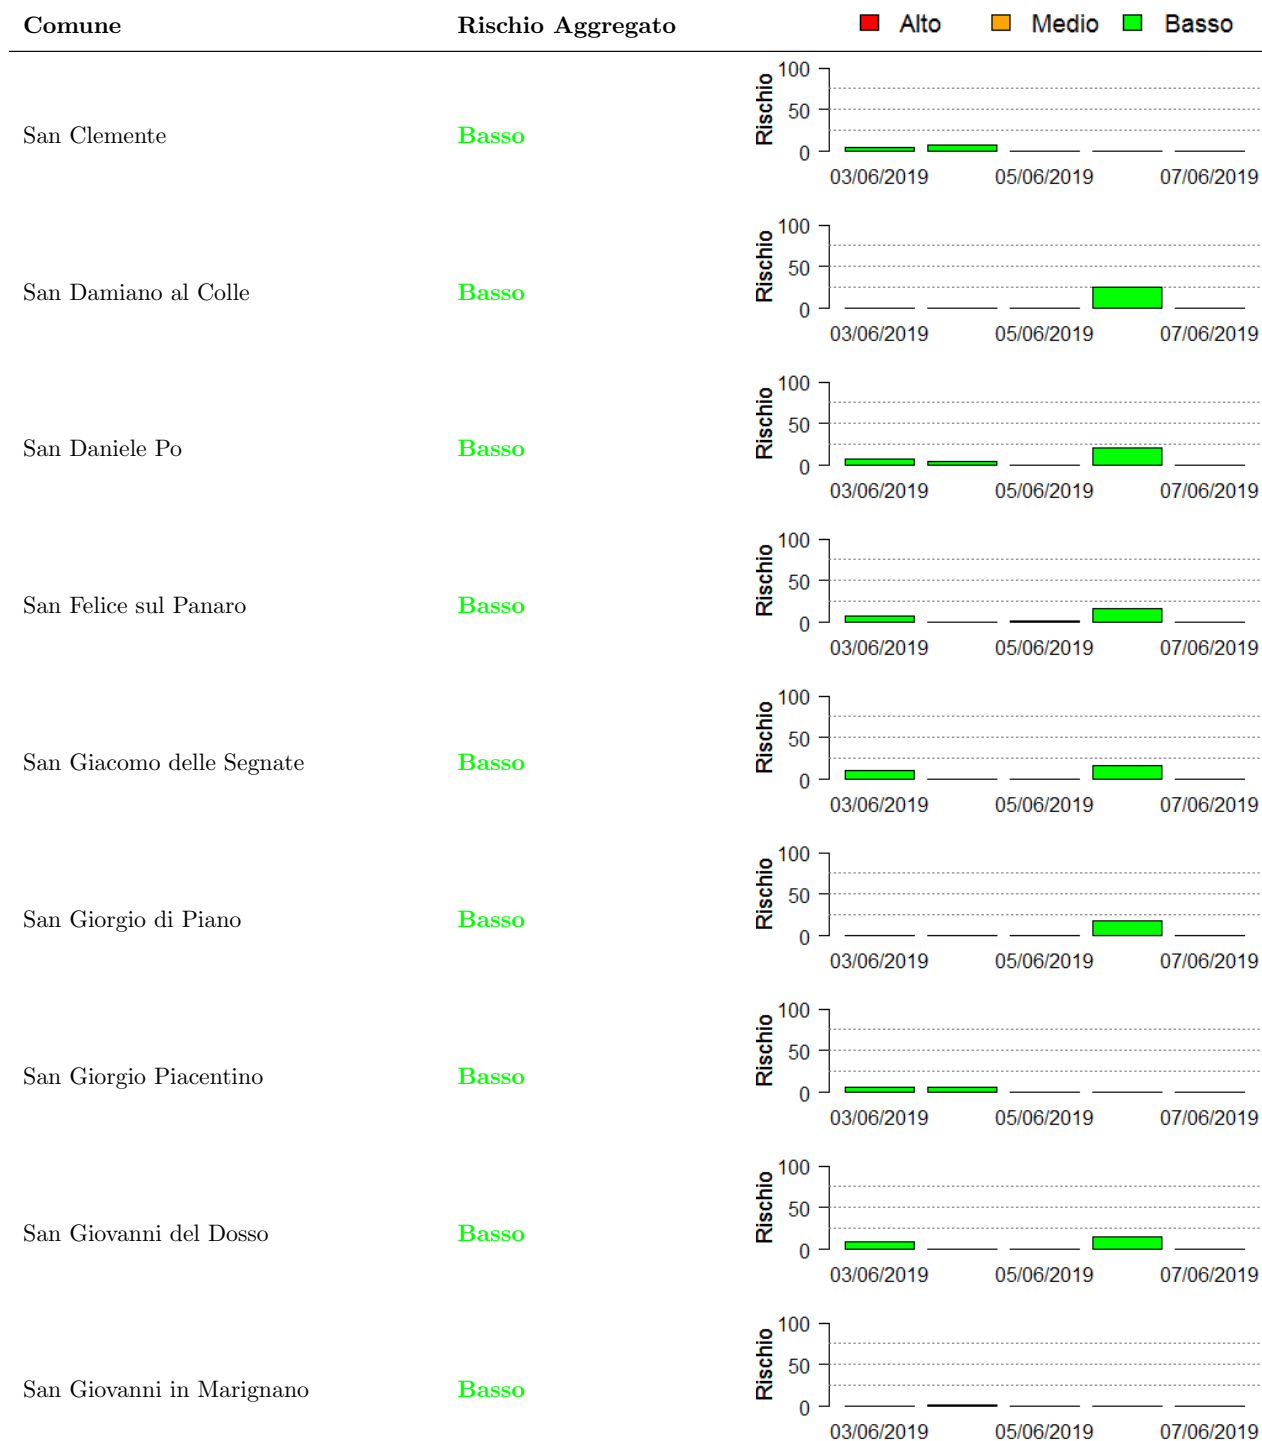 Comune Rischio Aggregato Alto Medio Basso
San Clemente Basso Rischio 100 50 0
03/06/2019 05/06/2019 07/06/2019
San Damiano al Colle Basso Rischio 100 50 0
03/06/2019 05/06/2019 07/06/2019
San Daniele Po Basso Rischio 100 50 0
03/06/2019 05/06/2019 07/06/2019
San Felice sul Panaro Basso Rischio 100 50 0
03/06/2019 05/06/2019 07/06/2019
San Giacomo delle Segnate Basso Rischio 100 50 0
03/06/2019 05/06/2019 07/06/2019
San Giorgio di Piano Basso Rischio 100 50 0
03/06/2019 05/06/2019 07/06/2019
San Giorgio Piacentino Basso Rischio 100 50 0
03/06/2019 05/06/2019 07/06/2019
San Giovanni del Dosso Basso Rischio 100 50 0
03/06/2019 05/06/2019 07/06/2019
San Giovanni in Marignano Basso Rischio 100 50 0
03/06/2019 05/06/2019 07/06/2019